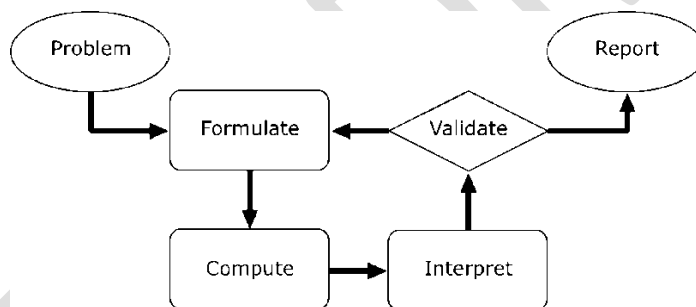 Problem
Report
Formulate
Validate
Compute
Interpret